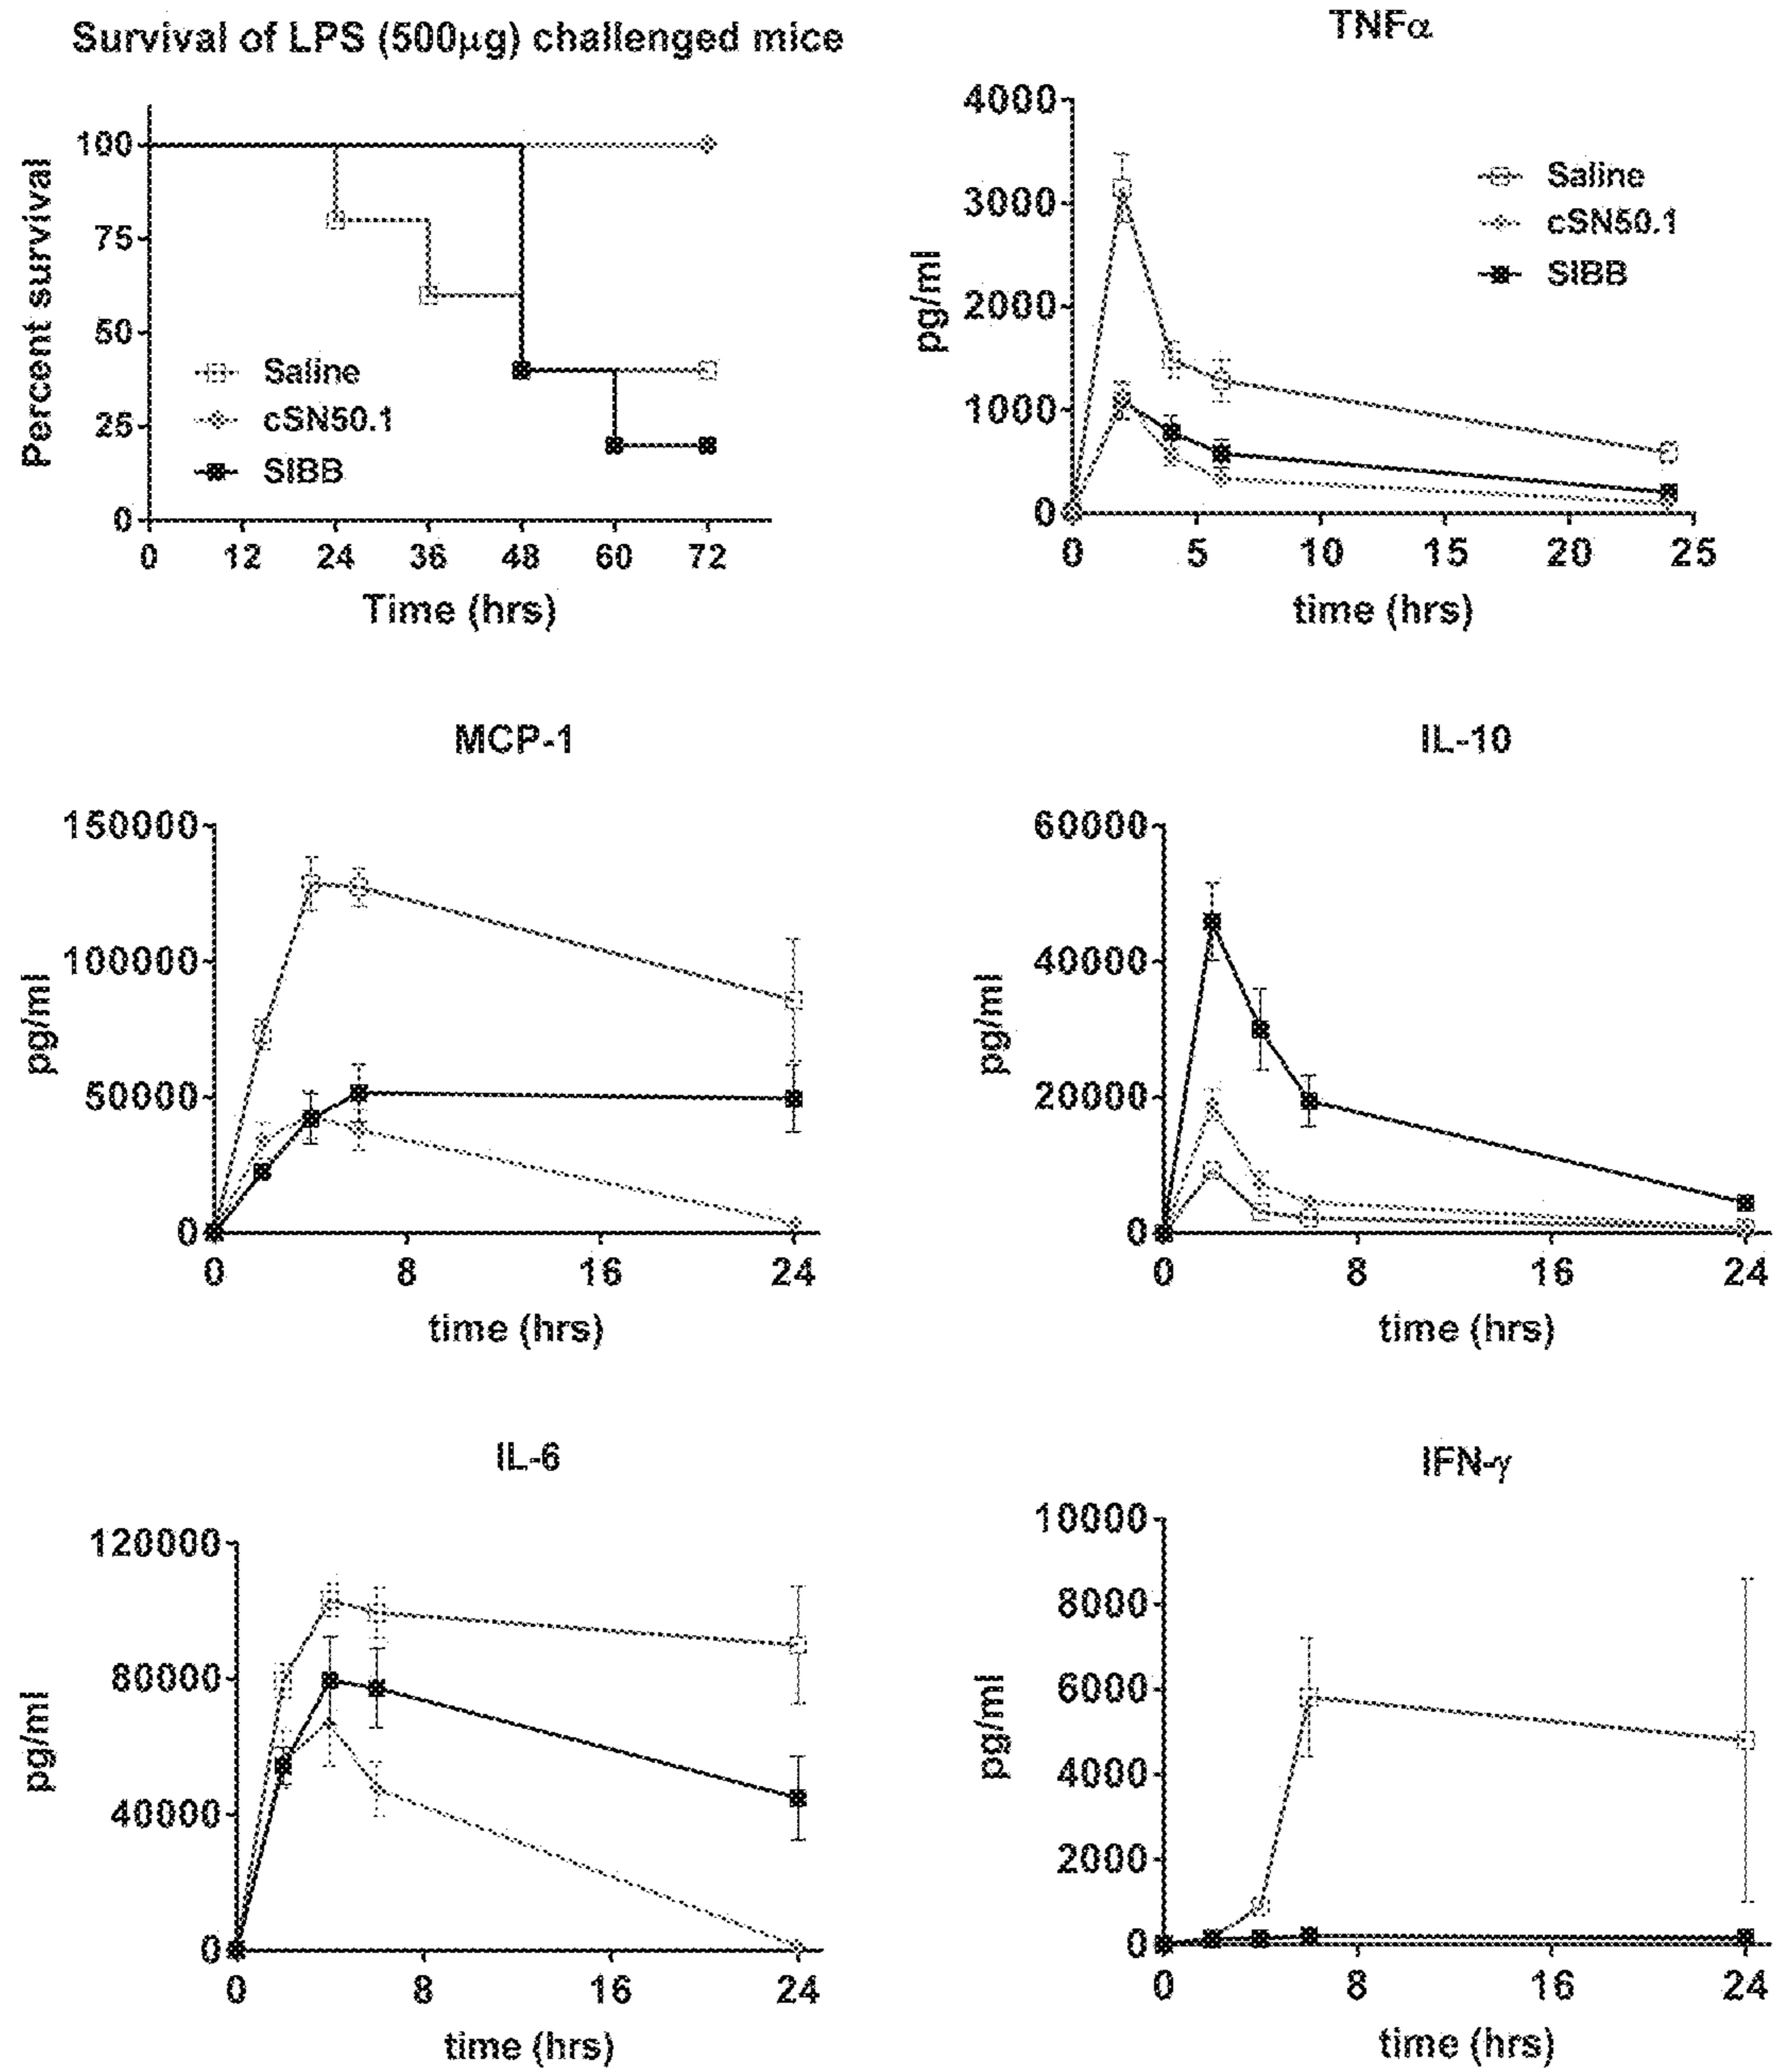 Survival of LPS (500µg) challenged mice
Percent survival
100
75
50
25
0
Saline
cSN50.1
SIBB
0 12 24 36 48 60 72
Time (hrs)
TNFα
pg/ml
4000
3000
2000
1000
0
Saline
cSN50.1
SIBB
0 5 10 15 20 25
time (hrs)
MCP-1
pg/ml
150000
100000
50000
0
0 8 16 24
time (hrs)
IL-10
pg/ml
60000
40000
20000
0
0 8 16 24
time (hrs)
IL-6
pg/ml
120000
80000
40000
0
0 8 16 24
time (hrs)
IFN-γ
pg/ml
10000
8000
6000
4000
2000
0
0 8 16 24
time (hrs)